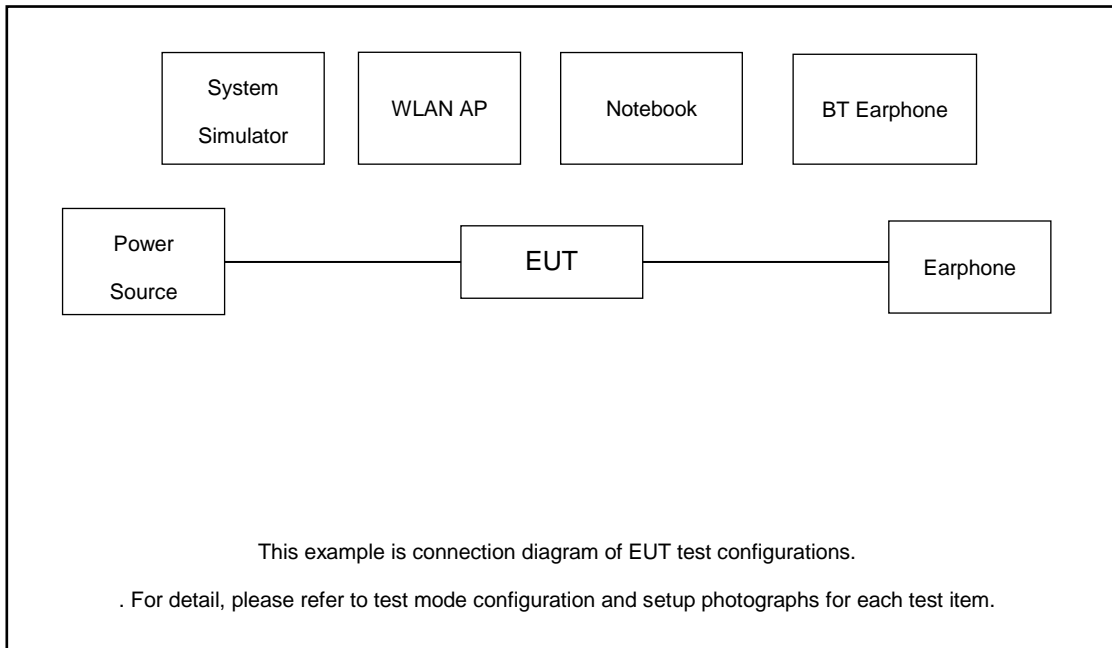 System
Simulator
WLAN AP
Notebook
BT Earphone
Power
Source
EUT
Earphone
This example is connection diagram of EUT test configurations.
. For detail, please refer to test mode configuration and setup photographs for each test item.